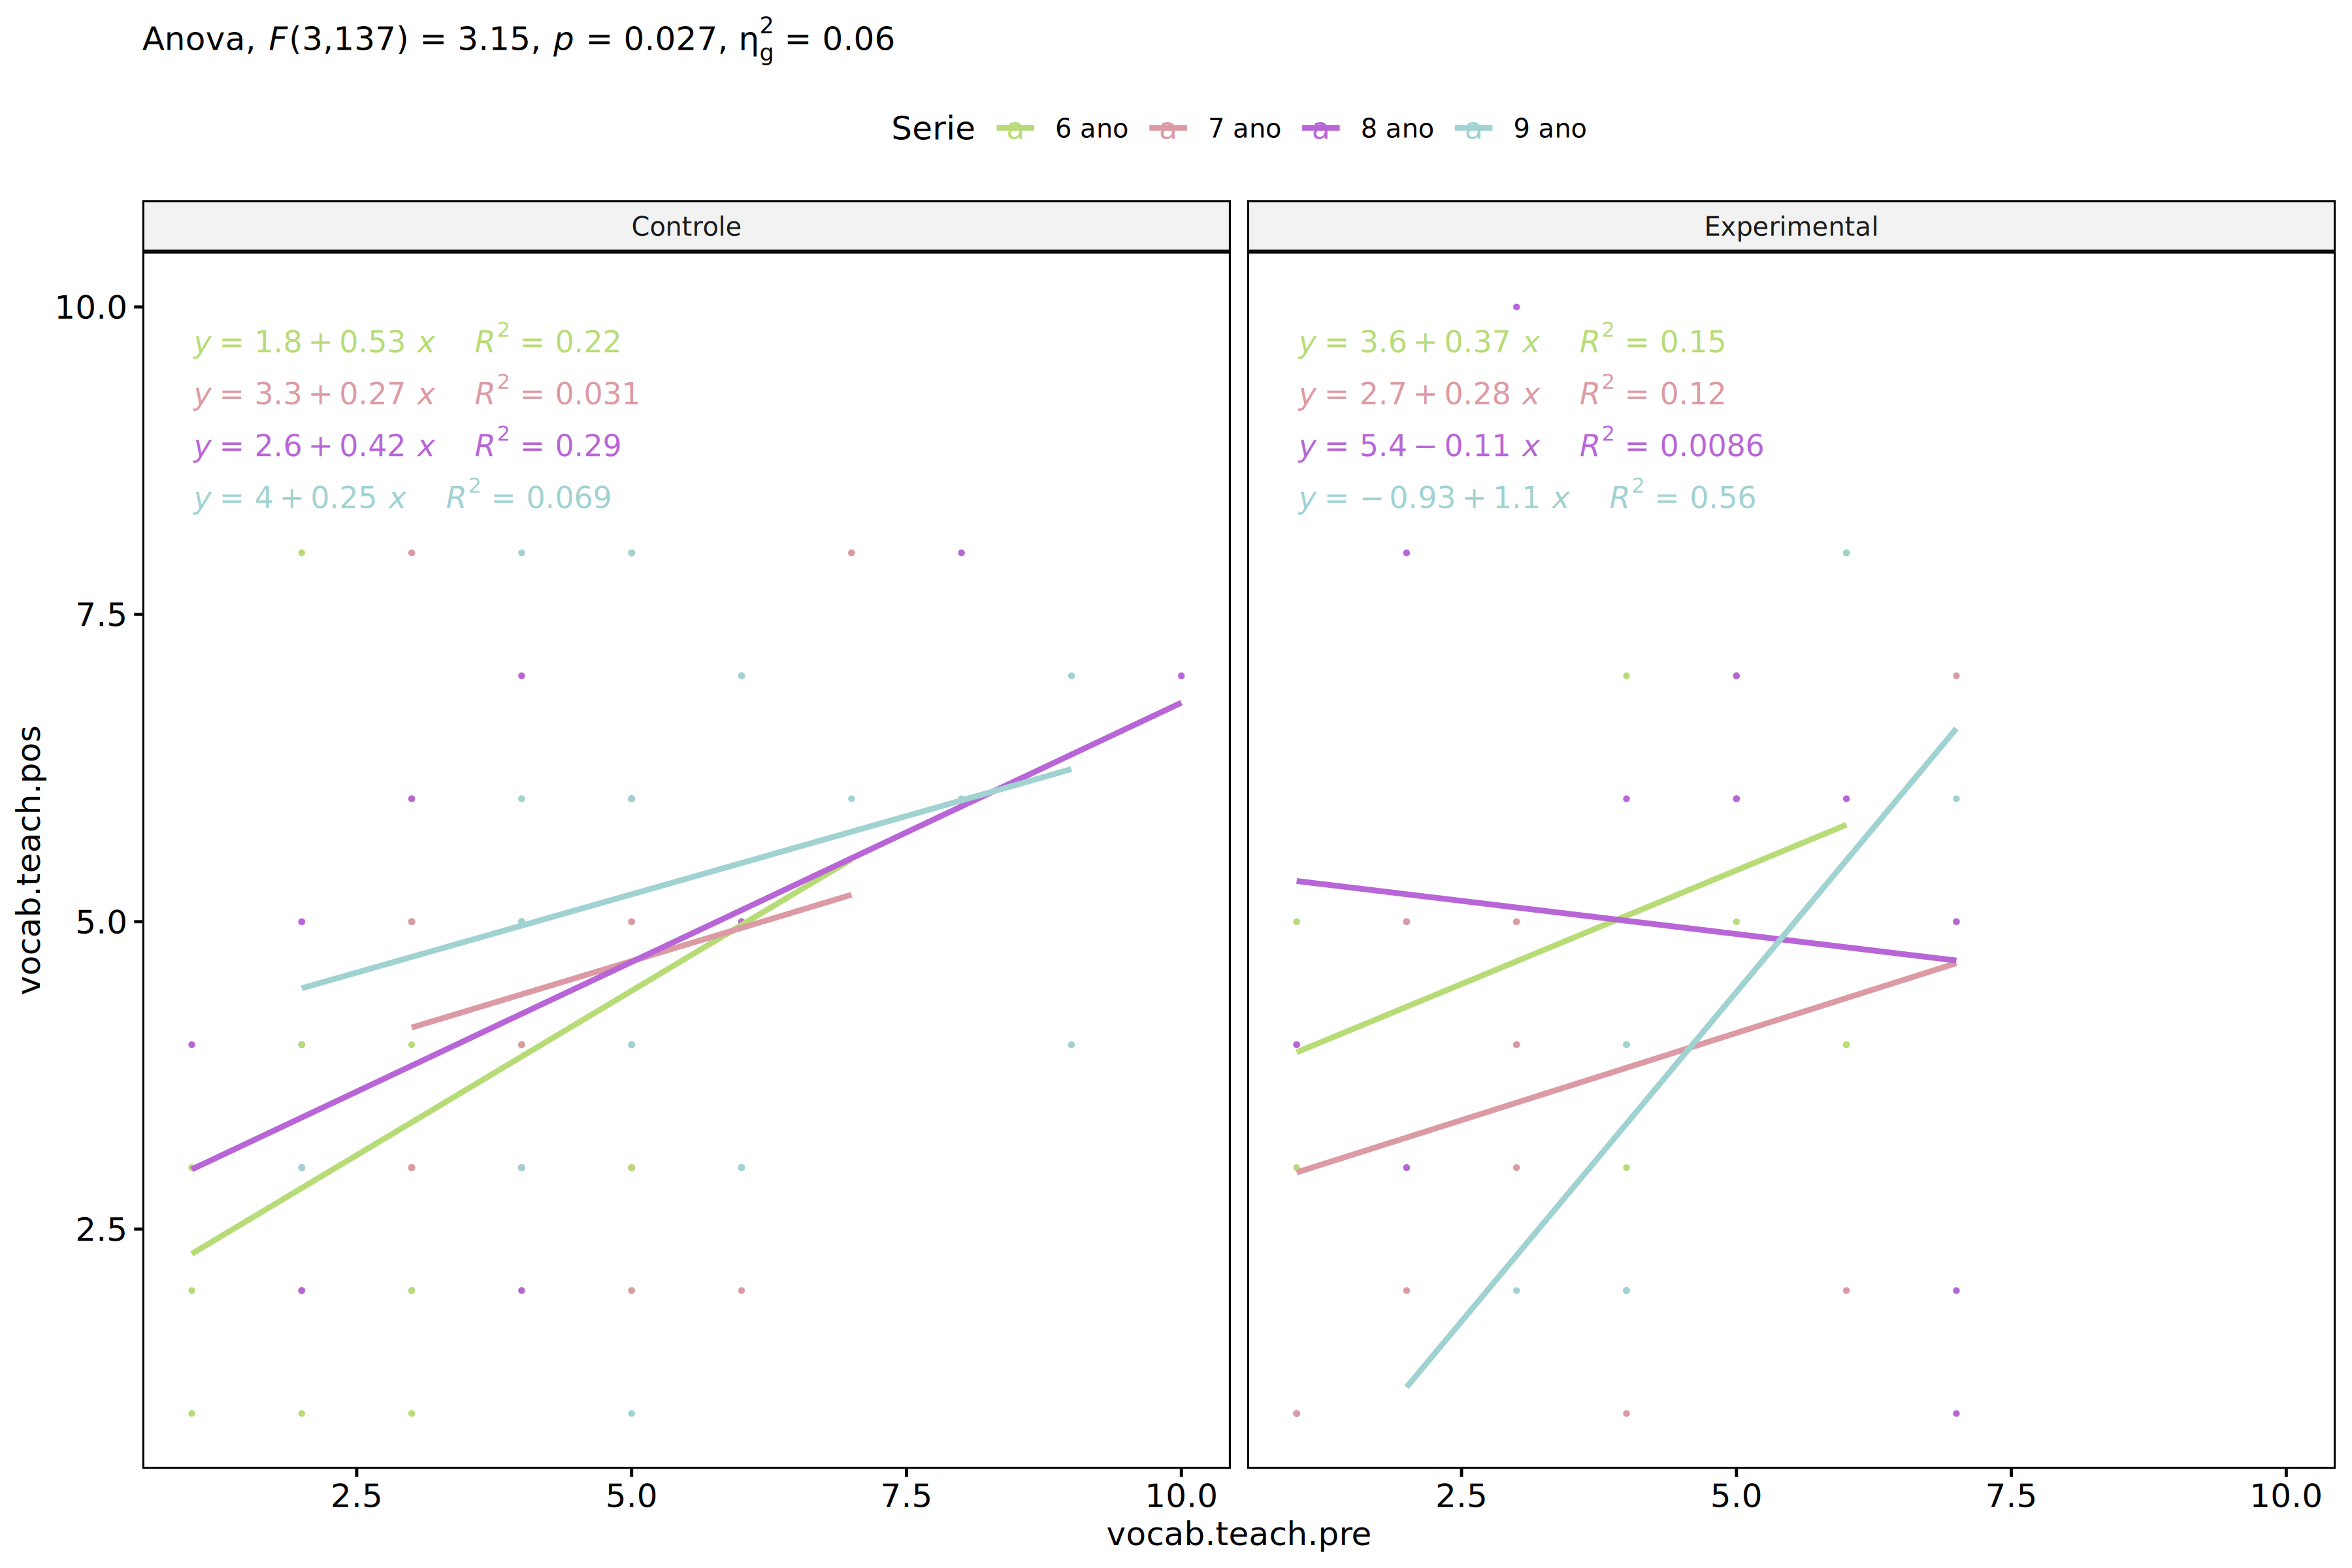 Anova, F(3,137) = 3.15, p = 0.027, η²g = 0.06
Serie a 6 ano a 7 ano a 8 ano a 9 ano
Controle
Experimental
y = 1.8 + 0.53 x R² = 0.22
y = 3.3 + 0.27 x R² = 0.031
y = 2.6 + 0.42 x R² = 0.29
y = 4 + 0.25 x R² = 0.069
y = 3.6 + 0.37 x R² = 0.15
y = 2.7 + 0.28 x R² = 0.12
y = 5.4 − 0.11 x R² = 0.0086
y = − 0.93 + 1.1 x R² = 0.56
10.0
7.5
5.0
2.5
vocab.teach.pos
2.5 5.0 7.5 10.0
2.5 5.0 7.5 10.0
vocab.teach.pre